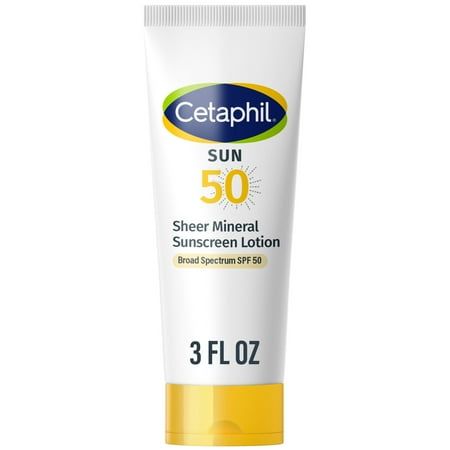 Cetaphil®
SUN
50
Sheer Mineral
Sunscreen Lotion
Broad Spectrum SPF 50
3 FL OZ